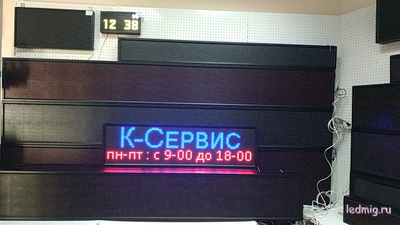 12 38
К-Сервис
пн-пт : с 9-00 до 18-00
ledmig.ru